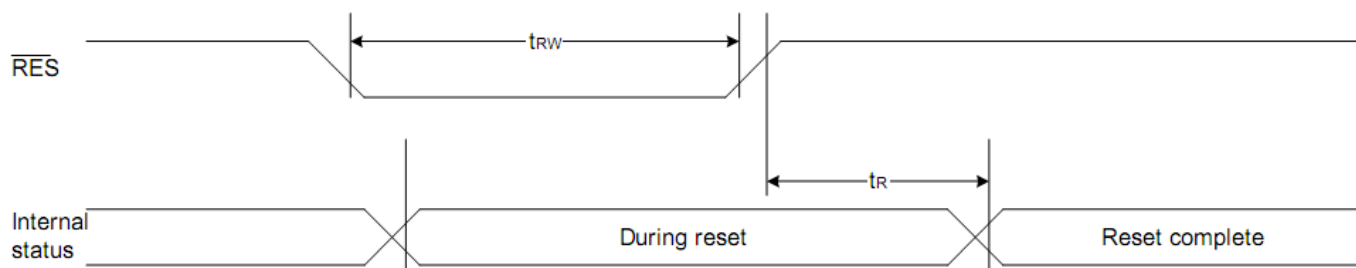 tRW
RES
tR
Internal
status
During reset
Reset complete